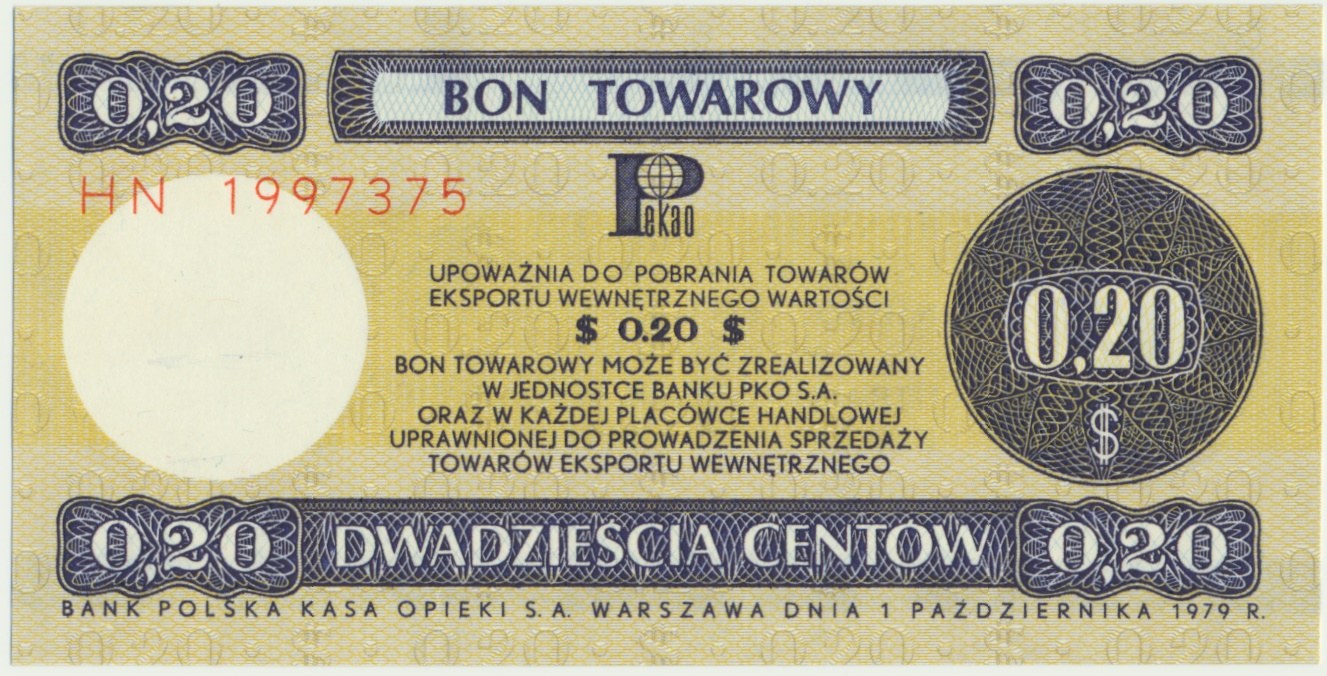 0,20 BON TOWAROWY 0,20
HN 1997375
Pekao
UPOWAŻNIA DO POBRANIA TOWARÓW
EKSPORTU WEWNĘTRZNEGO WARTOŚCI
$ 0.20 $
BON TOWAROWY MOŻE BYĆ ZREALIZOWANY
W JEDNOSTCE BANKU PKO S.A.
ORAZ W KAŻDEJ PLACÓWCE HANDLOWEJ
UPRAWNIONEJ DO PROWADZENIA SPRZEDAŻY
TOWARÓW EKSPORTU WEWNĘTRZNEGO
0,20
$
0,20 DWADZIEŚCIA CENTÓW 0,20
BANK POLSKA KASA OPIEKI S.A. WARSZAWA DNIA 1 PAŹDZIERNIKA 1979 R.